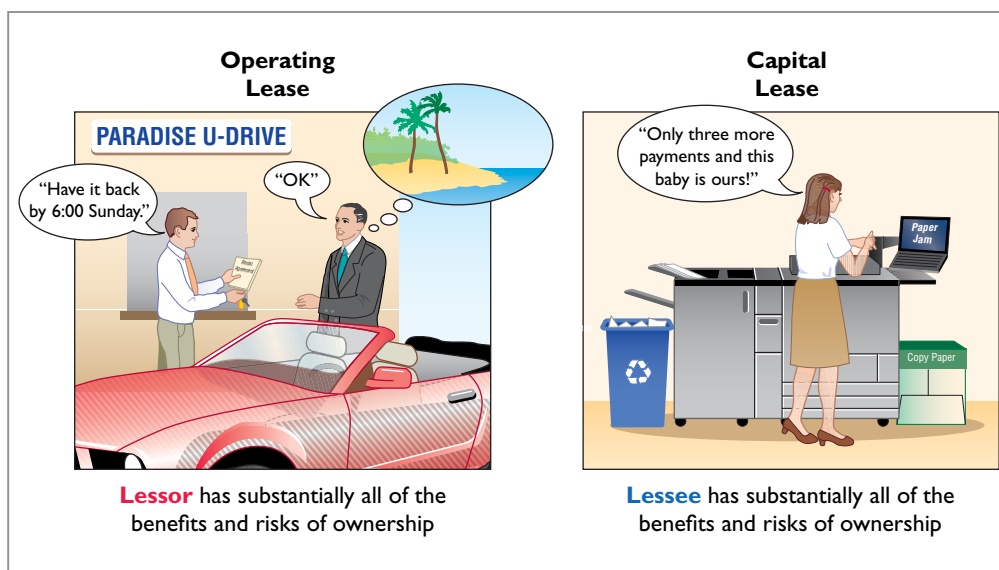 Operating
Lease
PARADISE U-DRIVE
“Have it back
by 6:00 Sunday.”
“OK”
Rental
Agreement
Lessor has substantially all of the
benefits and risks of ownership
Capital
Lease
“Only three more
payments and this
baby is ours!”
Paper
Jam
Copy Paper
Lessee has substantially all of the
benefits and risks of ownership